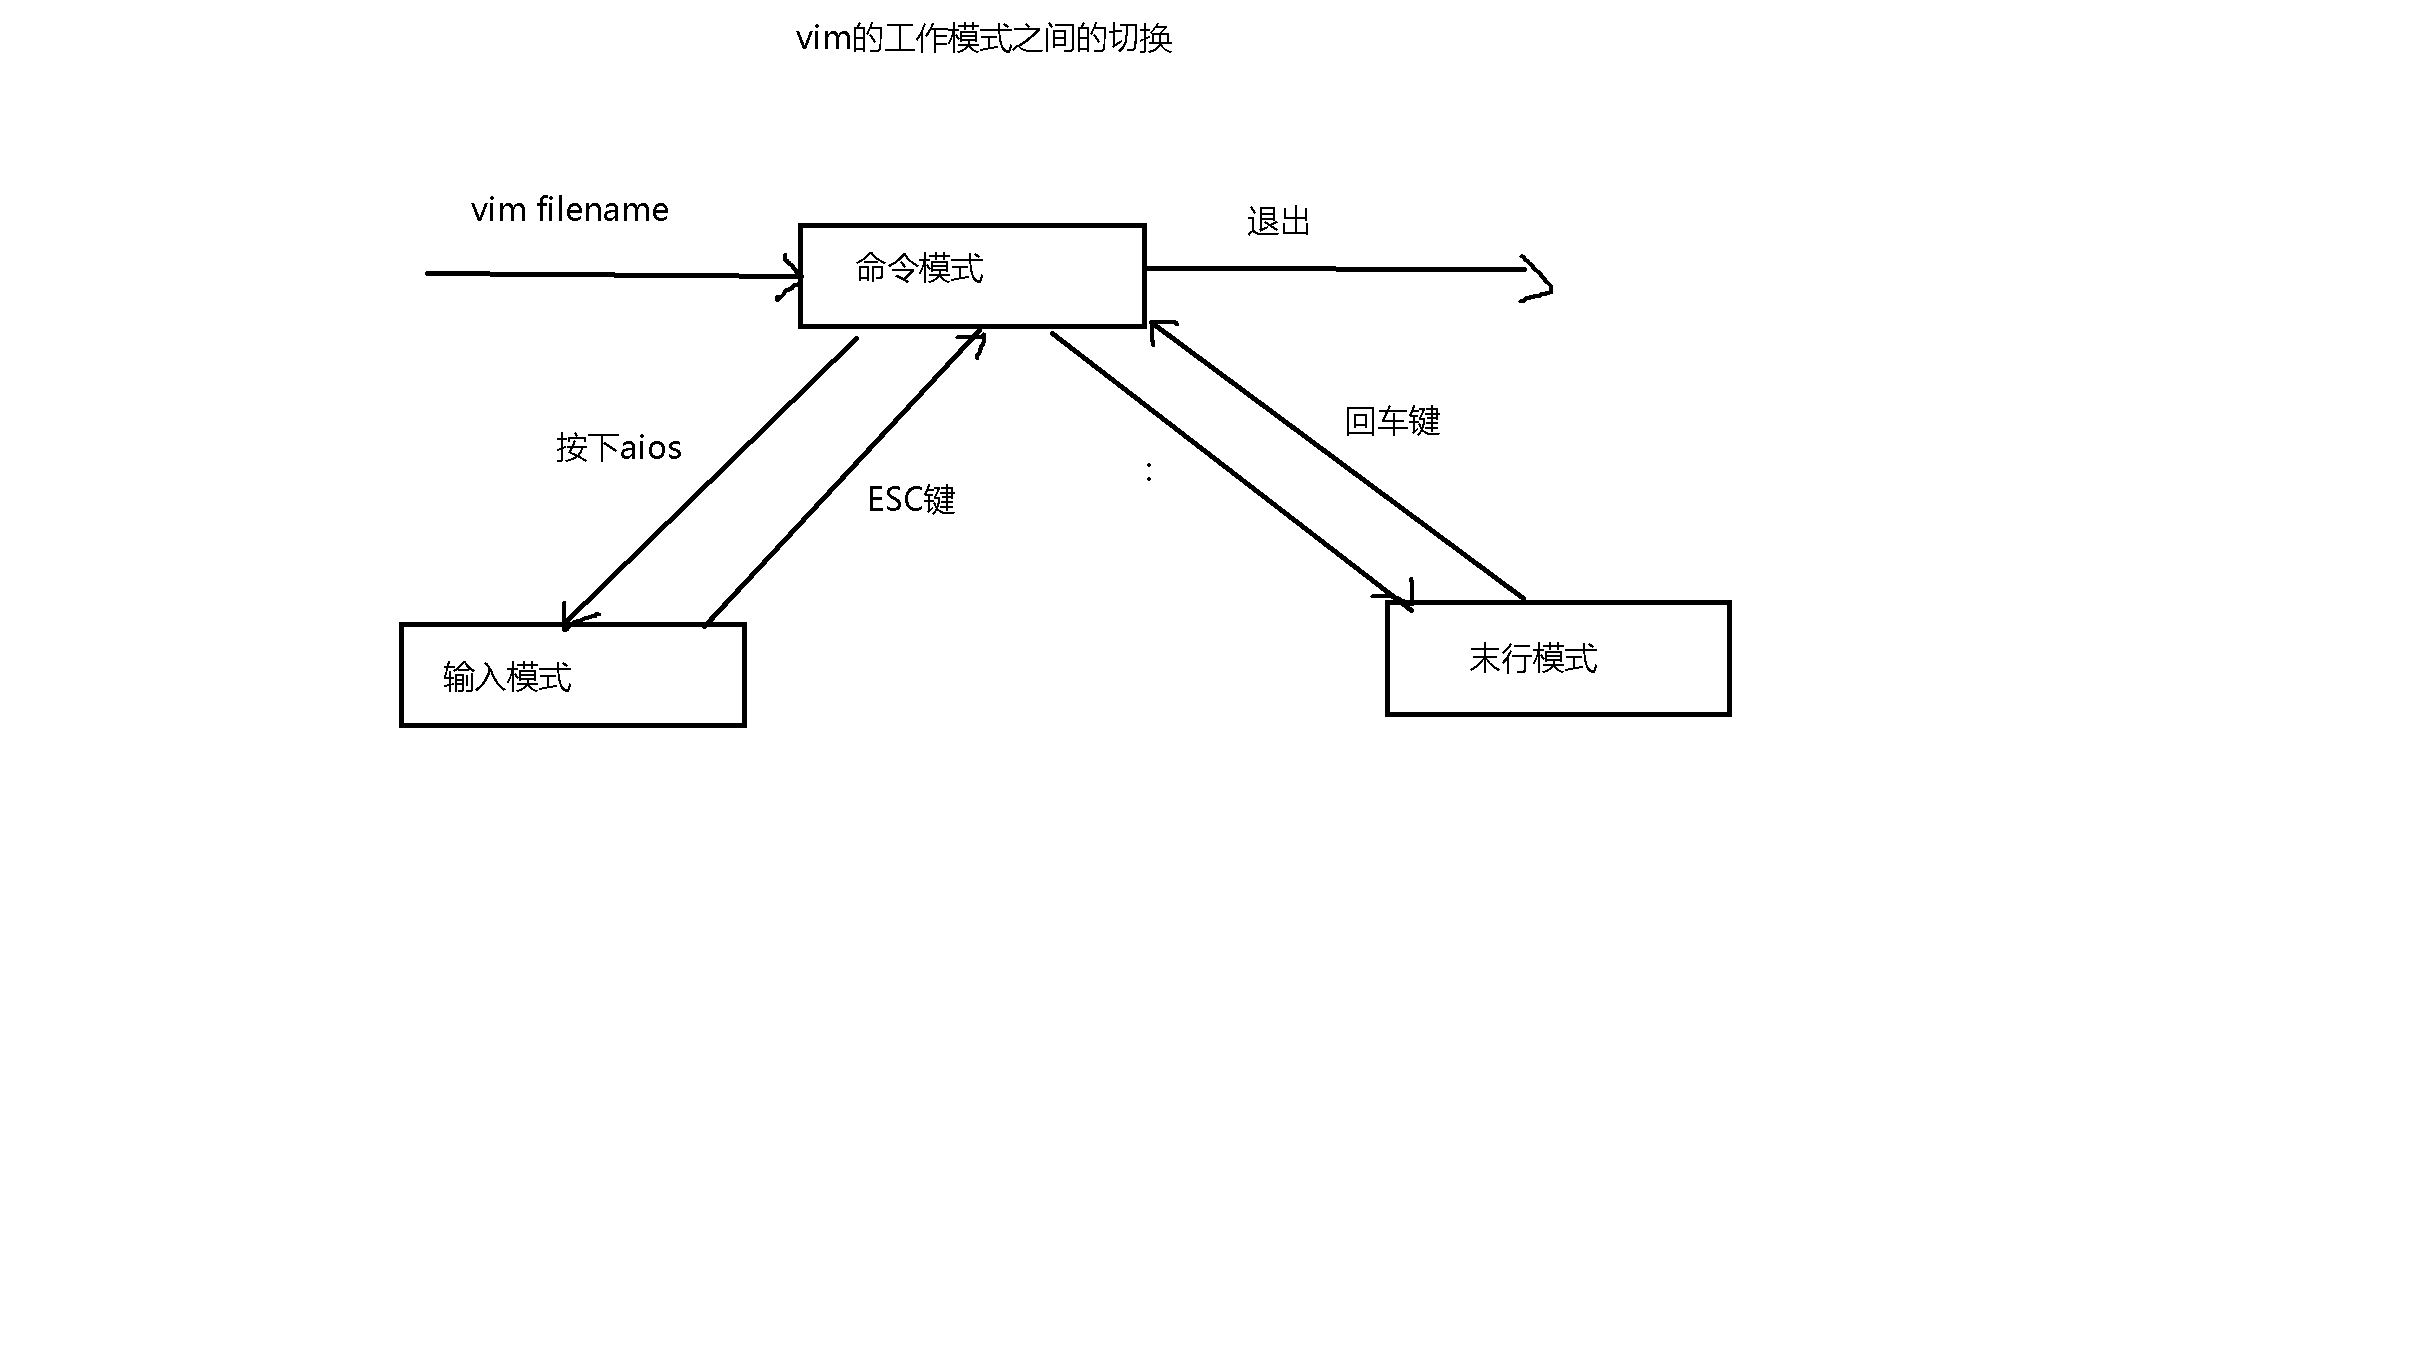 vim的工作模式之间的切换
vim filename
退出
命令模式
回车键
按下aios
:
ESC键
末行模式
输入模式